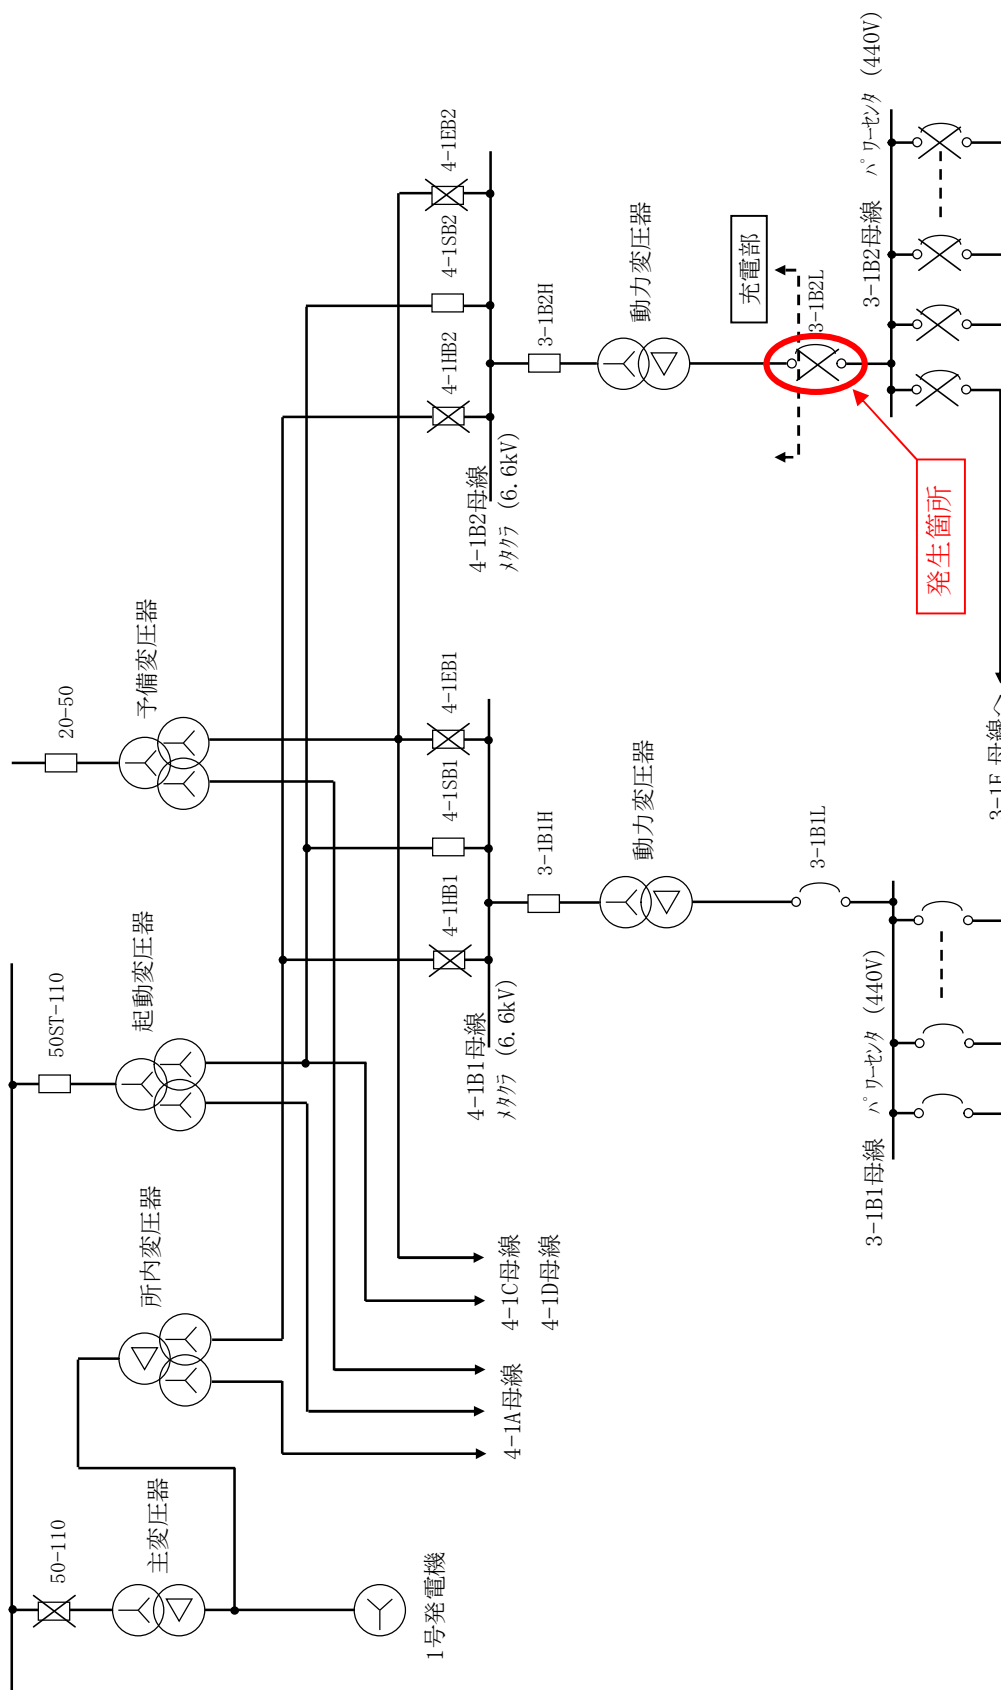 50-110
主変圧器
1号発電機
所内変圧器
50ST-110
起動変圧器
20-50
予備変圧器
4-1A母線
4-1C母線
4-1D母線
4-1HB1
4-1SB1
4-1EB1
4-1B1母線
ﾒﾀｸﾗ (6.6kV)
3-1B1H
動力変圧器
3-1B1L
3-1B1母線
ﾊﾟﾜｰｾﾝﾀ (440V)
4-1HB2
4-1SB2
4-1EB2
4-1B2母線
ﾒﾀｸﾗ (6.6kV)
3-1B2H
動力変圧器
充電部
3-1B2L
発生箇所
3-1B2母線
ﾊﾟﾜｰｾﾝﾀ (440V)